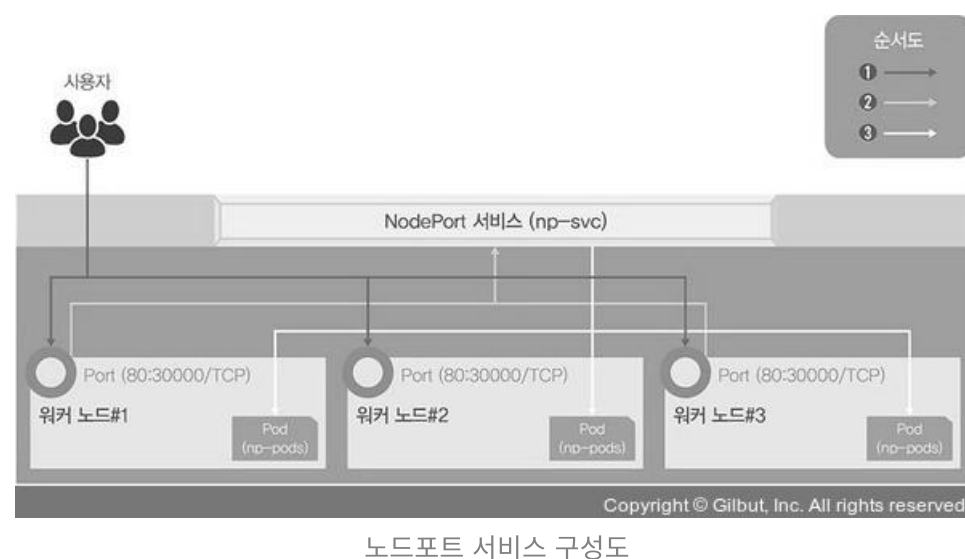 순서도
1
2
3
사용자
NodePort 서비스 (np-svc)
Port (80:30000/TCP)
워커 노드#1
Pod
(np-pods)
Port (80:30000/TCP)
워커 노드#2
Pod
(np-pods)
Port (80:30000/TCP)
워커 노드#3
Pod
(np-pods)
Copyright © Gilbut, Inc. All rights reserved
노드포트 서비스 구성도